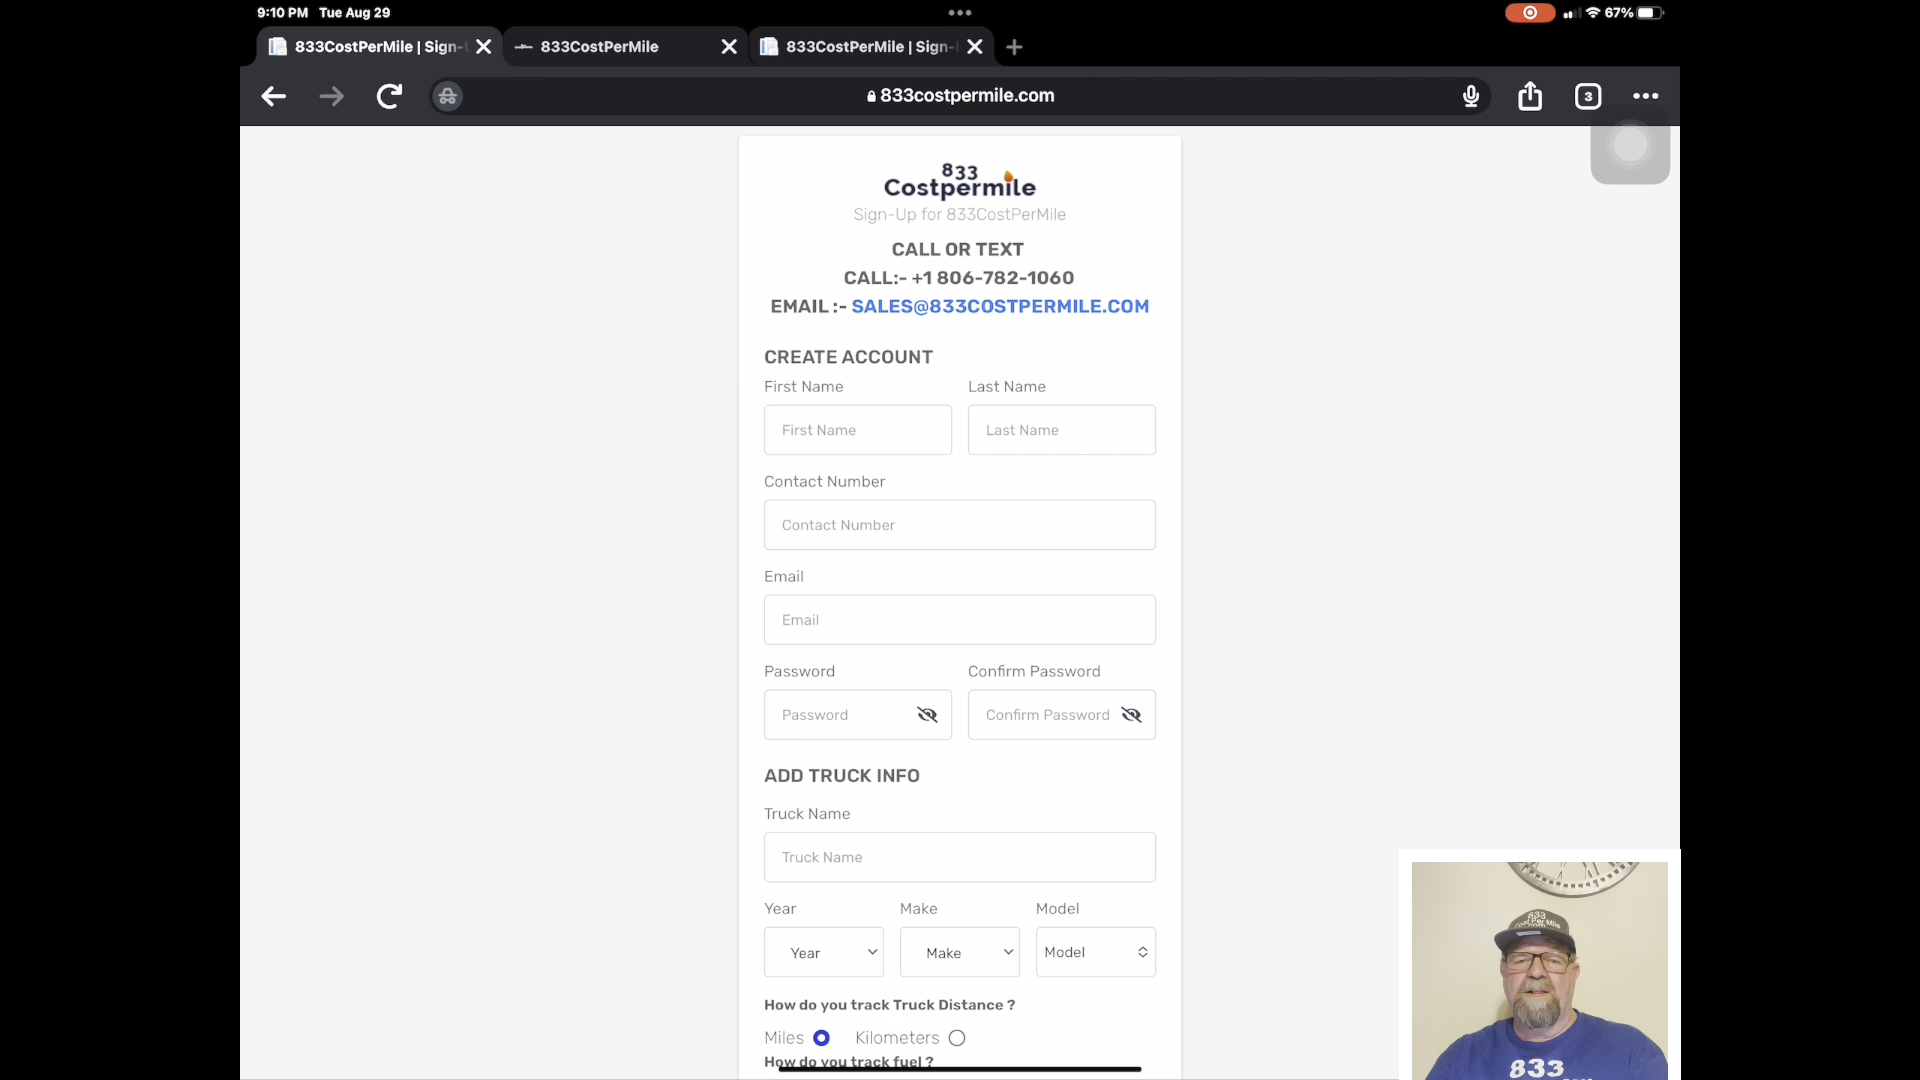 9:10 PM Tue Aug 29
67%
833CostPerMile | Sign-
833CostPerMile
833CostPerMile | Sign-
833costpermile.com
3
833
Costpermile
Sign-Up for 833CostPerMile
CALL OR TEXT
CALL:- +1 806-782-1060
EMAIL :- SALES@833COSTPERMILE.COM
CREATE ACCOUNT
First Name Last Name
First Name Last Name
Contact Number
Contact Number
Email
Email
Password Confirm Password
Password Confirm Password
ADD TRUCK INFO
Truck Name
Truck Name
Year Make Model
Year Make Model
How do you track Truck Distance ?
Miles Kilometers
How do you track fuel ?
833
Cost Per Mile
833